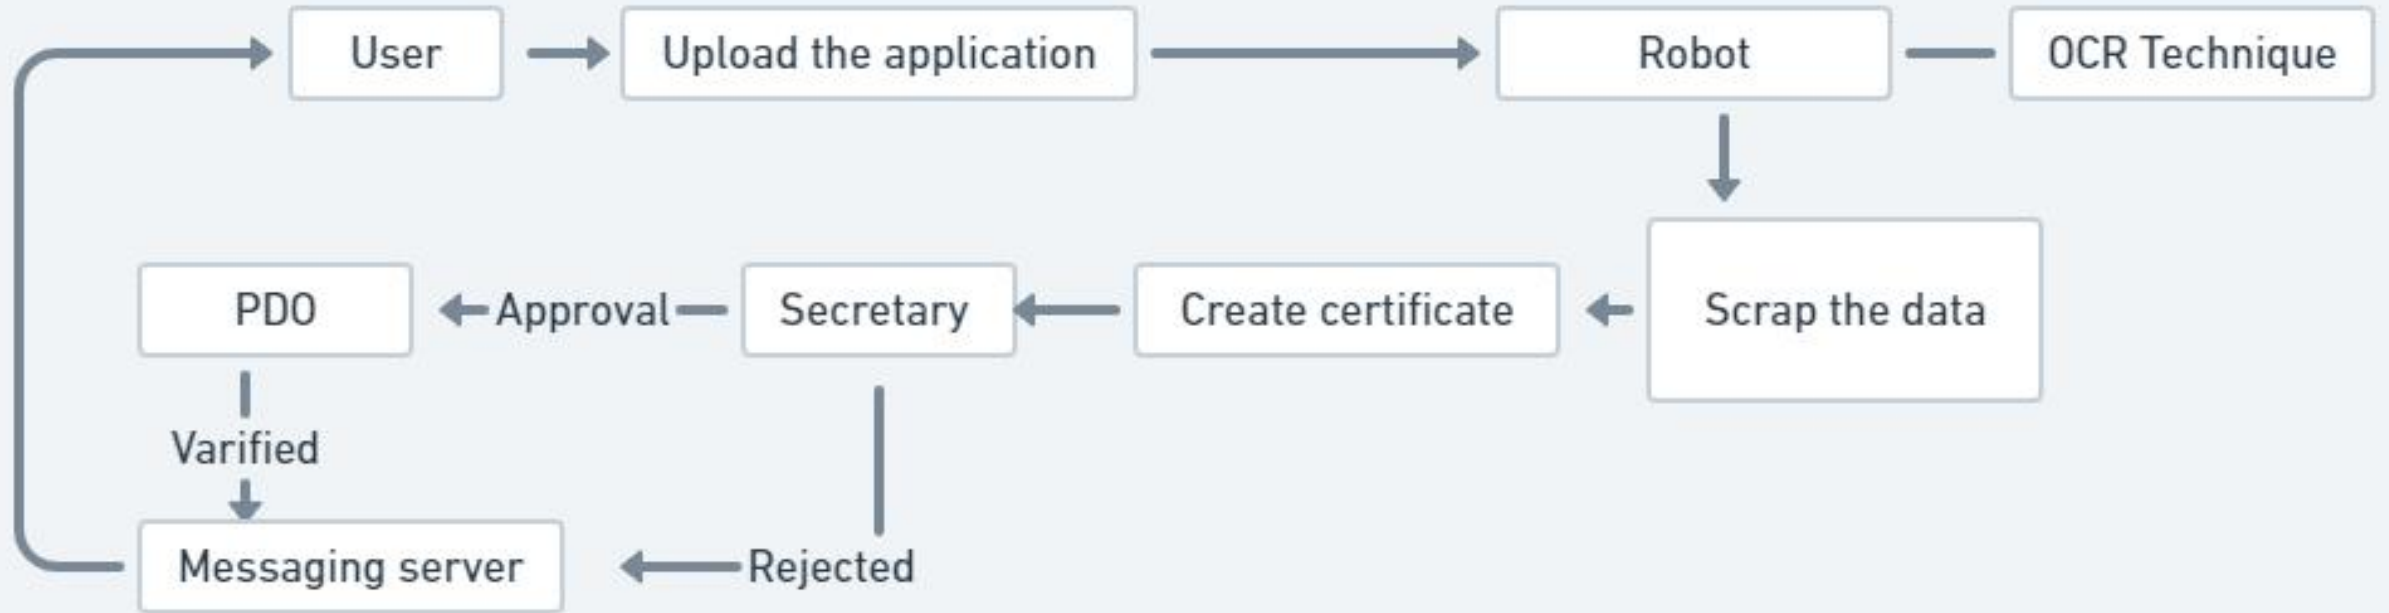 User
Upload the application
Robot
OCR Technique
PDO
Approval
Secretary
Create certificate
Scrap the data
Varified
Messaging server
Rejected